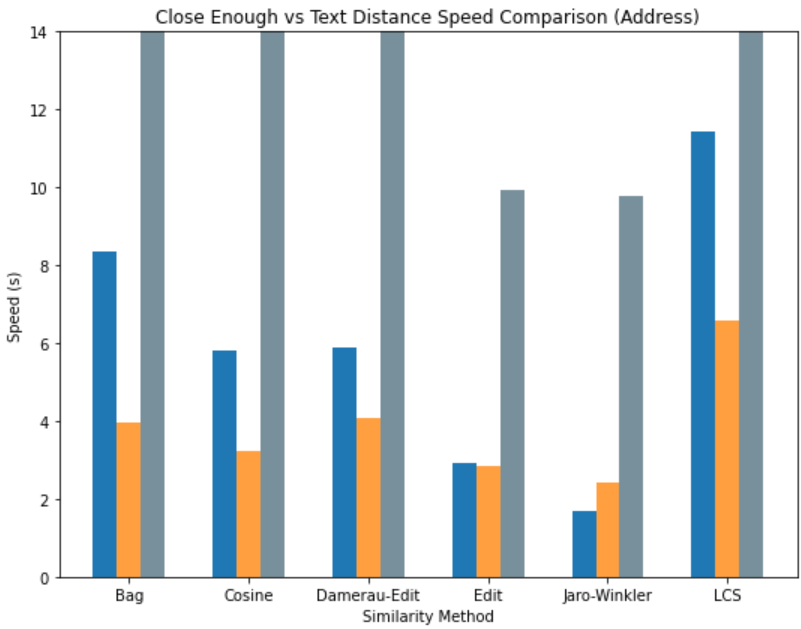 Close Enough vs Text Distance Speed Comparison (Address)
14
12
10
8
6
4
2
0
Speed (s)
Bag Cosine Damerau-Edit Edit Jaro-Winkler LCS
Similarity Method